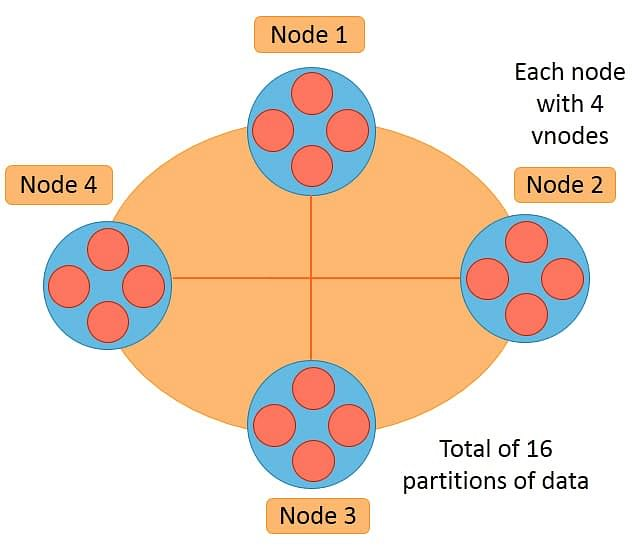 Node 1
Each node
with 4
vnodes
Node 4
Node 2
Total of 16
partitions of data
Node 3